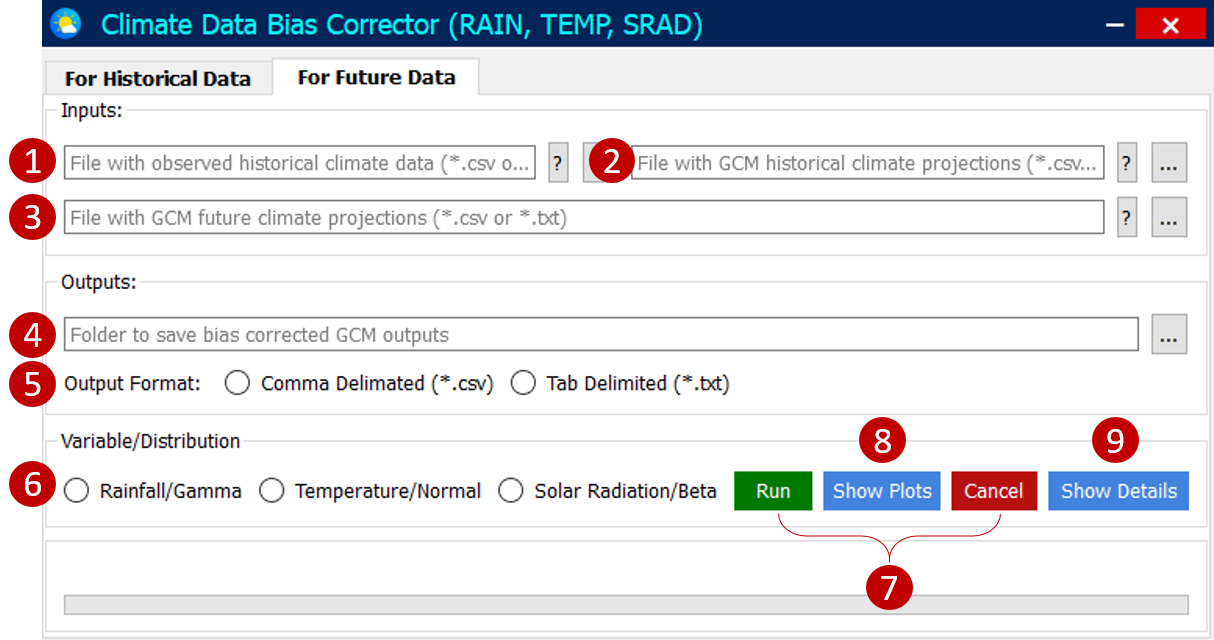 Climate Data Bias Corrector (RAIN, TEMP, SRAD)
For Historical Data For Future Data
Inputs:
1 File with observed historical climate data (*.csv o... ? 2 File with GCM historical climate projections (*.csv... ? ...
3 File with GCM future climate projections (*.csv or *.txt) ? ...
Outputs:
4 Folder to save bias corrected GCM outputs ...
5 Output Format: Comma Delimated (*.csv) Tab Delimited (*.txt)
Variable/Distribution 8 9
6 Rainfall/Gamma Temperature/Normal Solar Radiation/Beta Run Show Plots Cancel Show Details
7